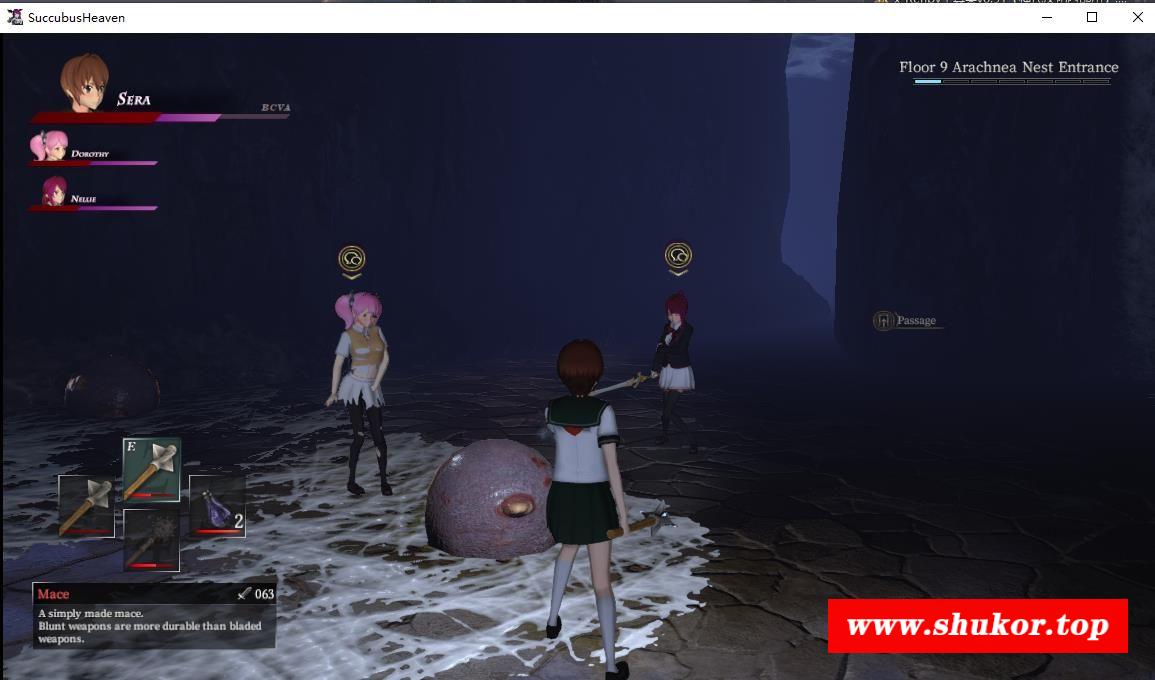 SuccubusHeaven
Floor 9 Arachnea Nest Entrance
SERA
BCVA
DOROTHY
NELLIE
Passage
E
2
Mace 063
A simply made mace.
Blunt weapons are more durable than bladed
weapons.
www.shukor.top